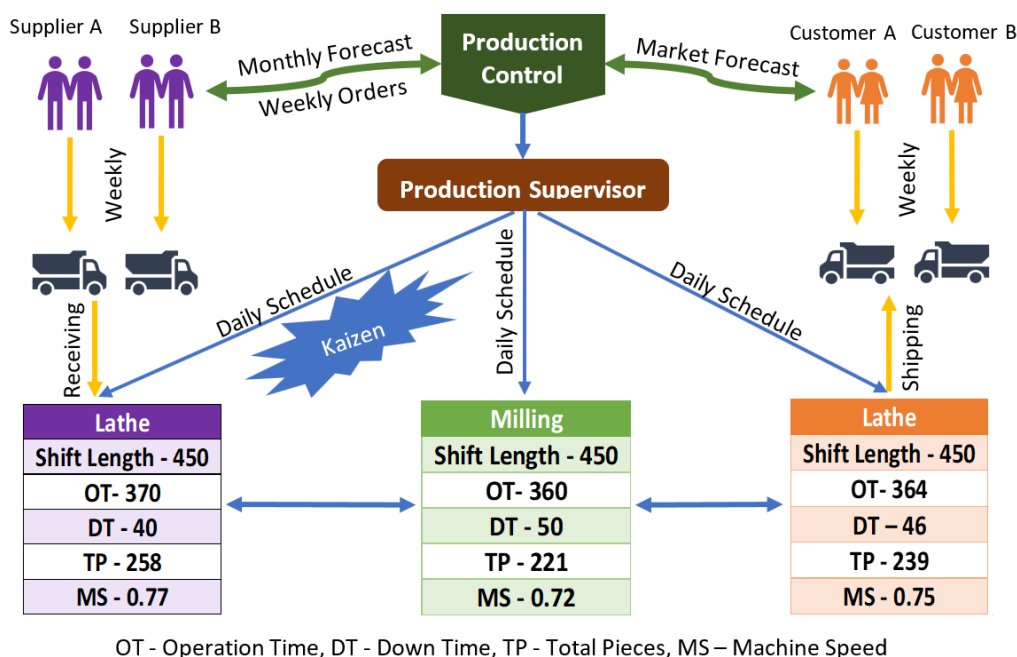 Supplier A
Supplier B
Monthly Forecast
Weekly Orders
Production
Control
Market Forecast
Customer A
Customer B
Weekly
Weekly
Production Supervisor
Receiving
Daily Schedule
Kaizen
Daily Schedule
Daily Schedule
Shipping
Lathe
Shift Length - 450
OT- 370
DT - 40
TP - 258
MS - 0.77
Milling
Shift Length - 450
OT- 360
DT - 50
TP - 221
MS - 0.72
Lathe
Shift Length - 450
OT- 364
DT – 46
TP - 239
MS - 0.75
OT - Operation Time, DT - Down Time, TP - Total Pieces, MS – Machine Speed